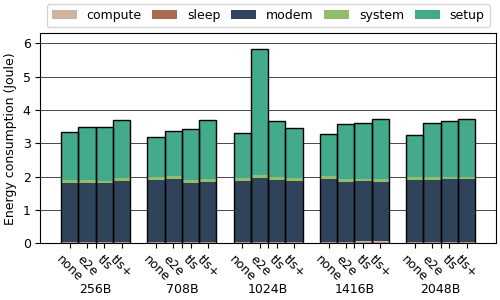 compute sleep modem system setup
Energy consumption (Joule)
6
5
4
3
2
1
0
none e2e tls tls+ none e2e tls tls+ none e2e tls tls+ none e2e tls tls+ none e2e tls tls+
256B 708B 1024B 1416B 2048B